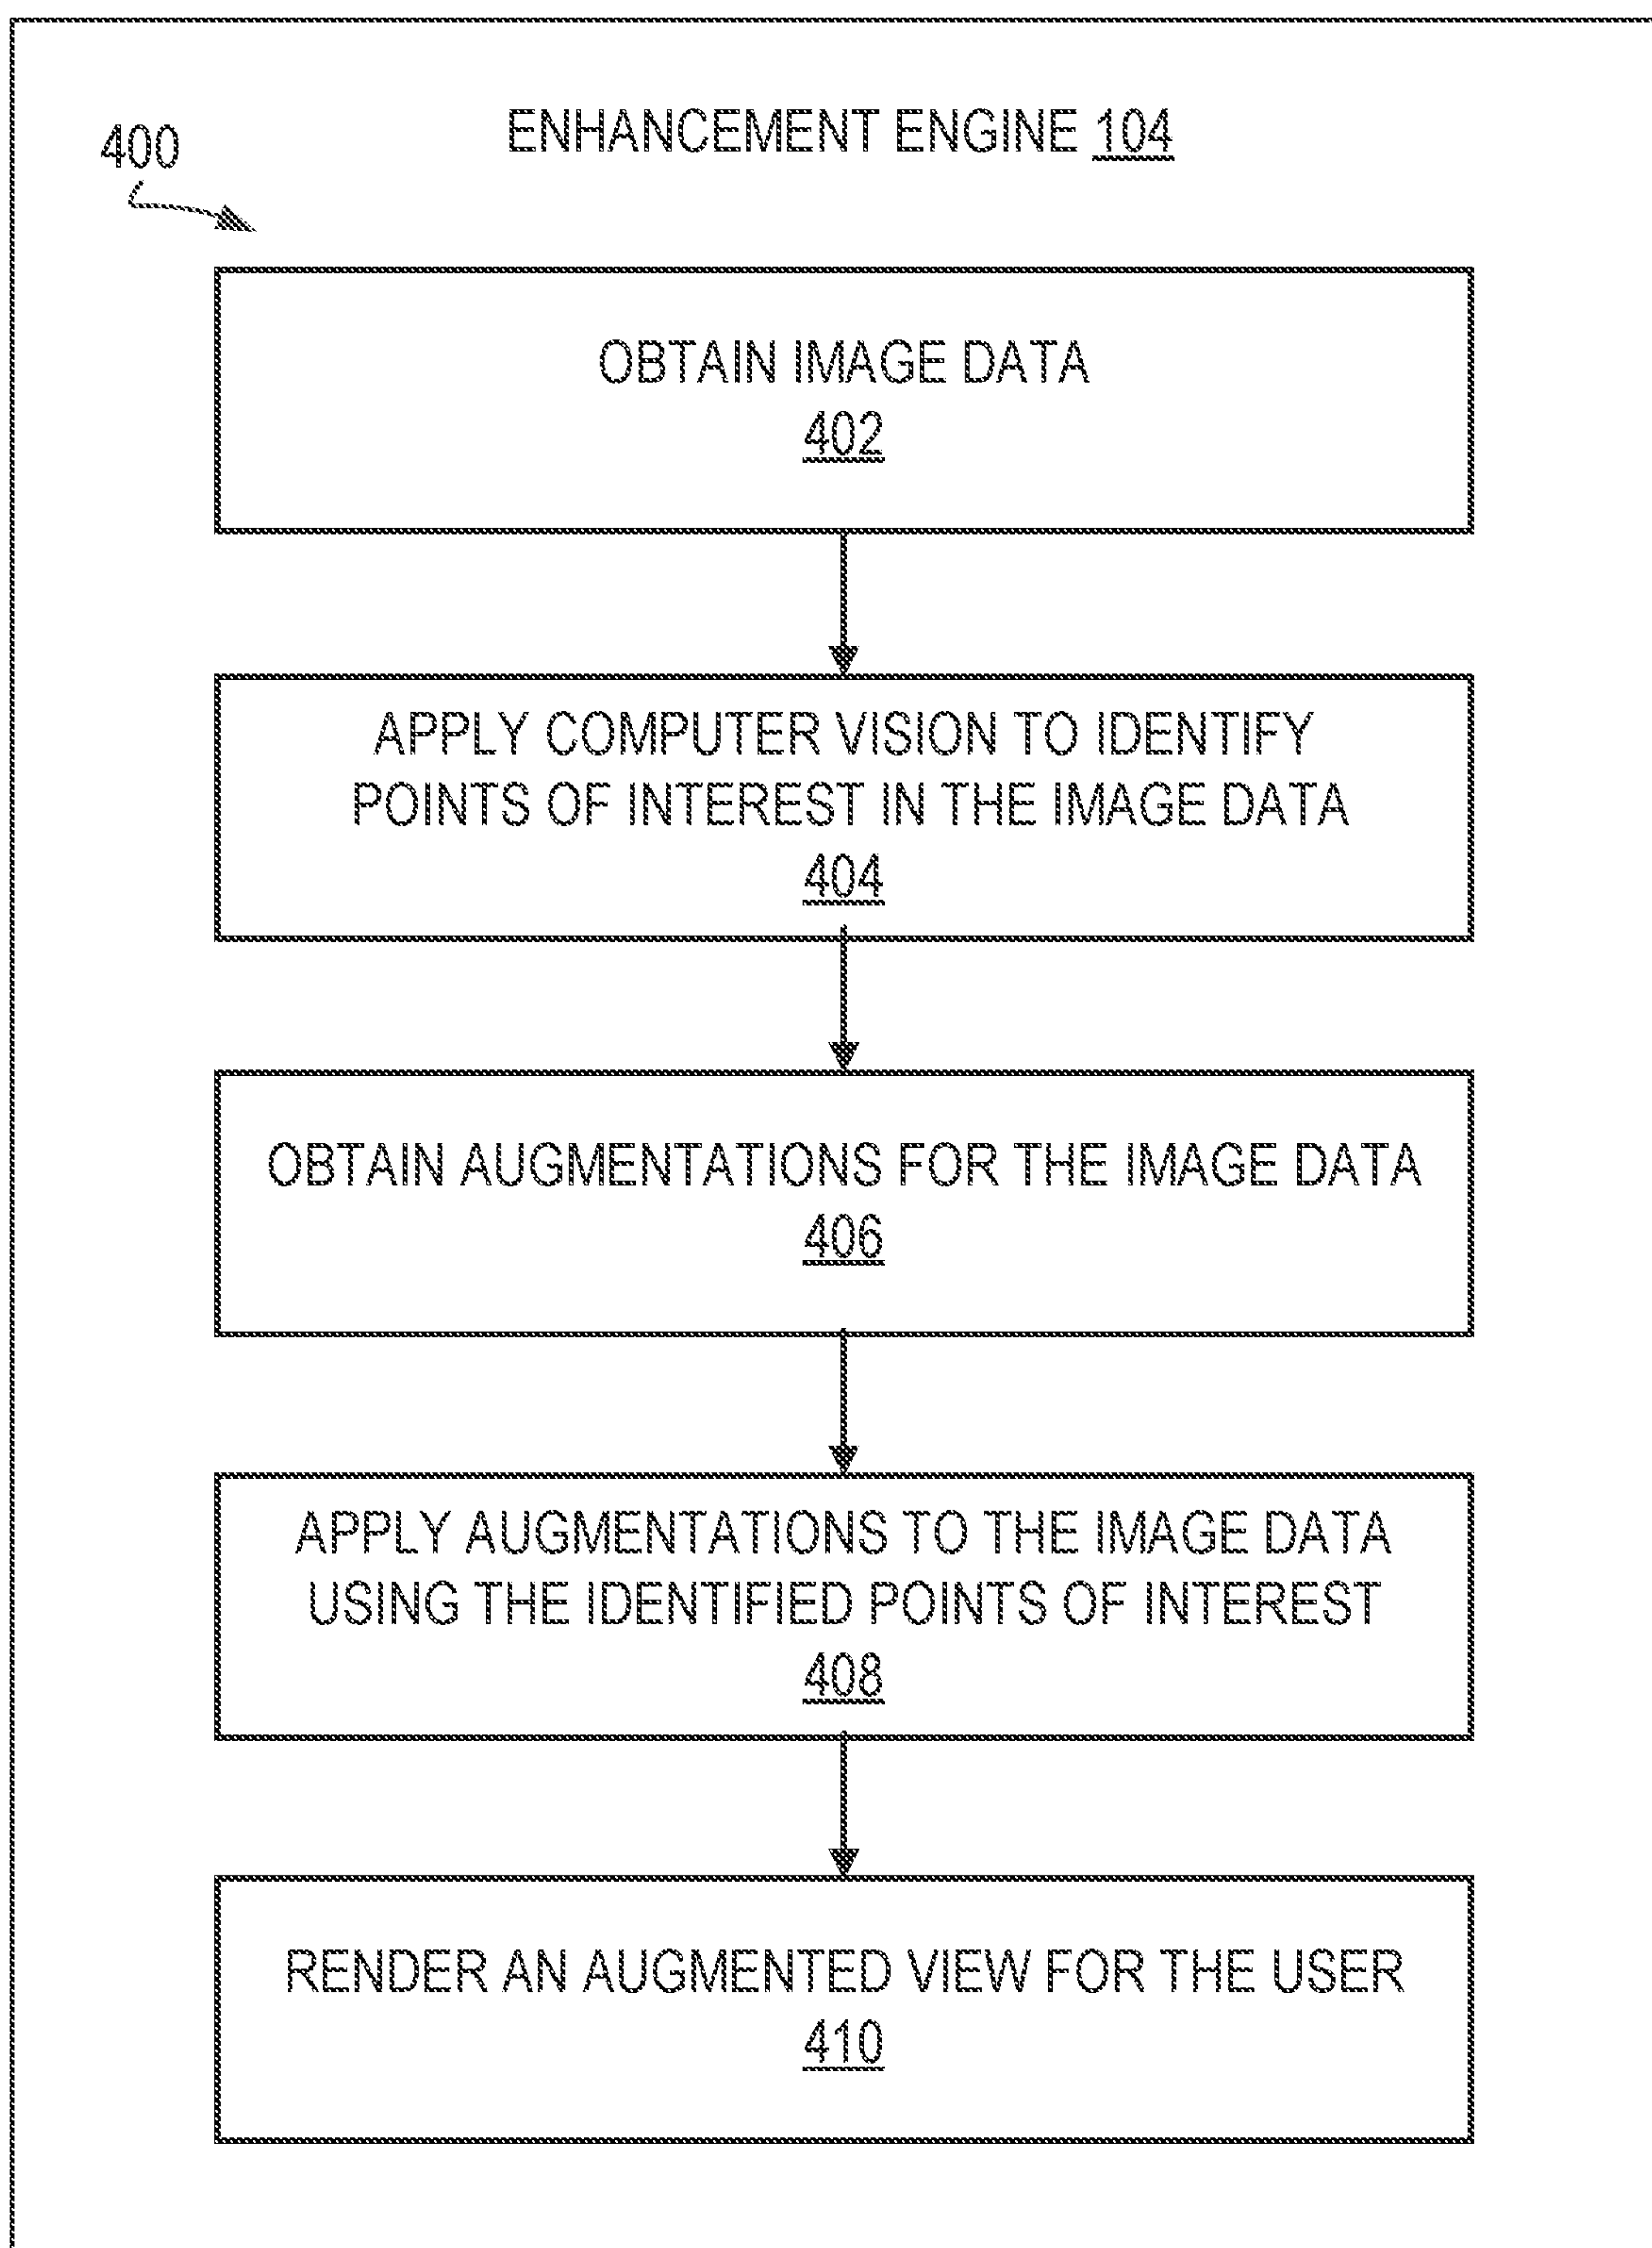 ENHANCEMENT ENGINE 104
400
OBTAIN IMAGE DATA
402
APPLY COMPUTER VISION TO IDENTIFY
POINTS OF INTEREST IN THE IMAGE DATA
404
OBTAIN AUGMENTATIONS FOR THE IMAGE DATA
406
APPLY AUGMENTATIONS TO THE IMAGE DATA
USING THE IDENTIFIED POINTS OF INTEREST
408
RENDER AN AUGMENTED VIEW FOR THE USER
410